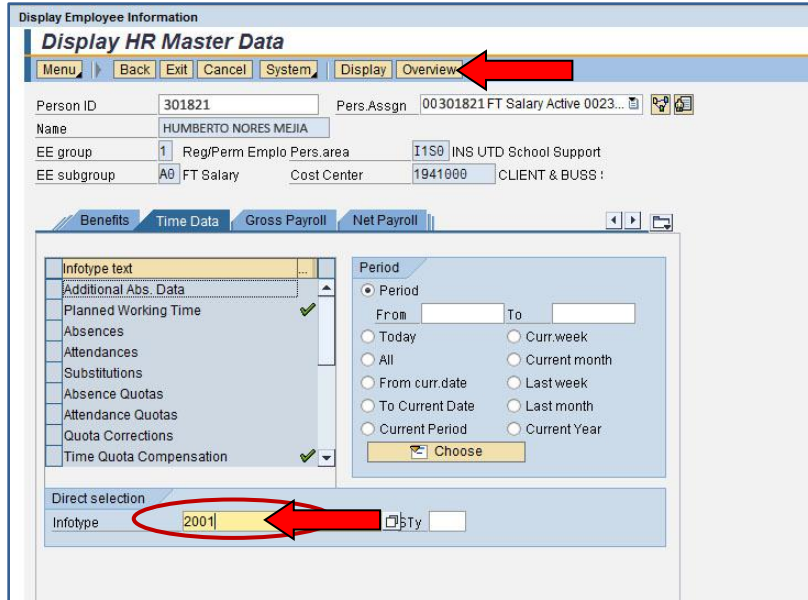 Display Employee Information
Display HR Master Data
Menu Back Exit Cancel System Display Overview
Person ID 301821 Pers.Assgn 00301821 FT Salary Active 0023...
Name HUMBERTO NORES MEJIA
EE group 1 Reg/Perm Emplo Pers.area I1S0 INS UTD School Support
EE subgroup A0 FT Salary Cost Center 1941000 CLIENT & BUSS
Benefits Time Data Gross Payroll Net Payroll
Infotype text ...
Additional Abs. Data
Planned Working Time
Absences
Attendances
Substitutions
Absence Quotas
Attendance Quotas
Quota Corrections
Time Quota Compensation
Period
Period
From To
Today Curr.week
All Current month
From curr.date Last week
To Current Date Last month
Current Period Current Year
Choose
Direct selection
Infotype 2001 STy